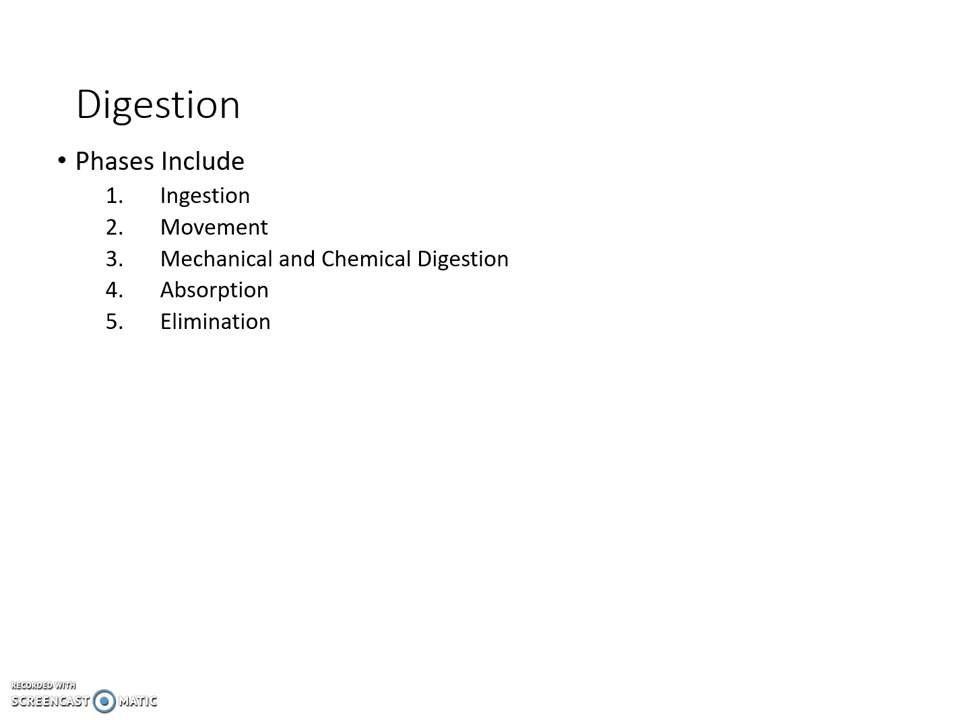 Digestion
• Phases Include
1. Ingestion
2. Movement
3. Mechanical and Chemical Digestion
4. Absorption
5. Elimination
RECORDED WITH
SCREENCAST MATIC